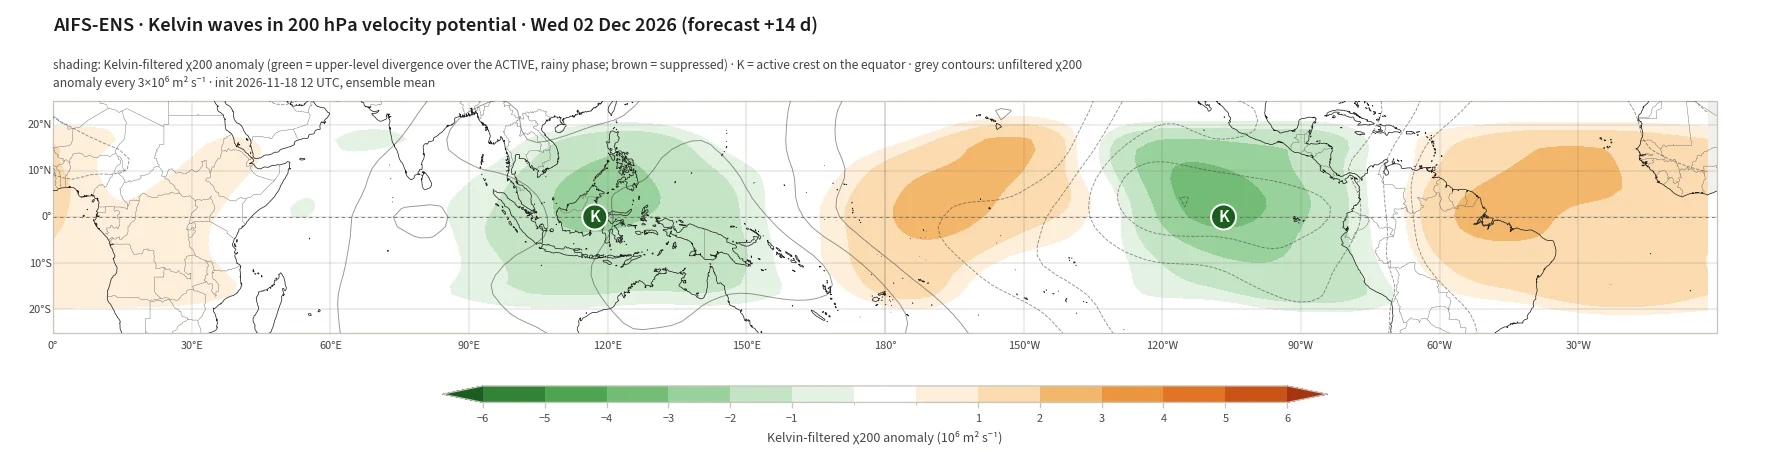 AIFS-ENS · Kelvin waves in 200 hPa velocity potential · Wed 02 Dec 2026 (forecast +14 d)
shading: Kelvin-filtered χ200 anomaly (green = upper-level divergence over the ACTIVE, rainy phase; brown = suppressed) · K = active crest on the equator · grey contours: unfiltered χ200
anomaly every 3×10⁶ m² s⁻¹ · init 2026-11-18 12 UTC, ensemble mean
20°N
10°N
K K
0°
10°S
20°S
0° 30°E 60°E 90°E 120°E 150°E 180° 150°W 120°W 90°W 60°W 30°W
−6 −5 −4 −3 −2 −1 1 2 3 4 5 6
Kelvin-filtered χ200 anomaly (10⁶ m² s⁻¹)